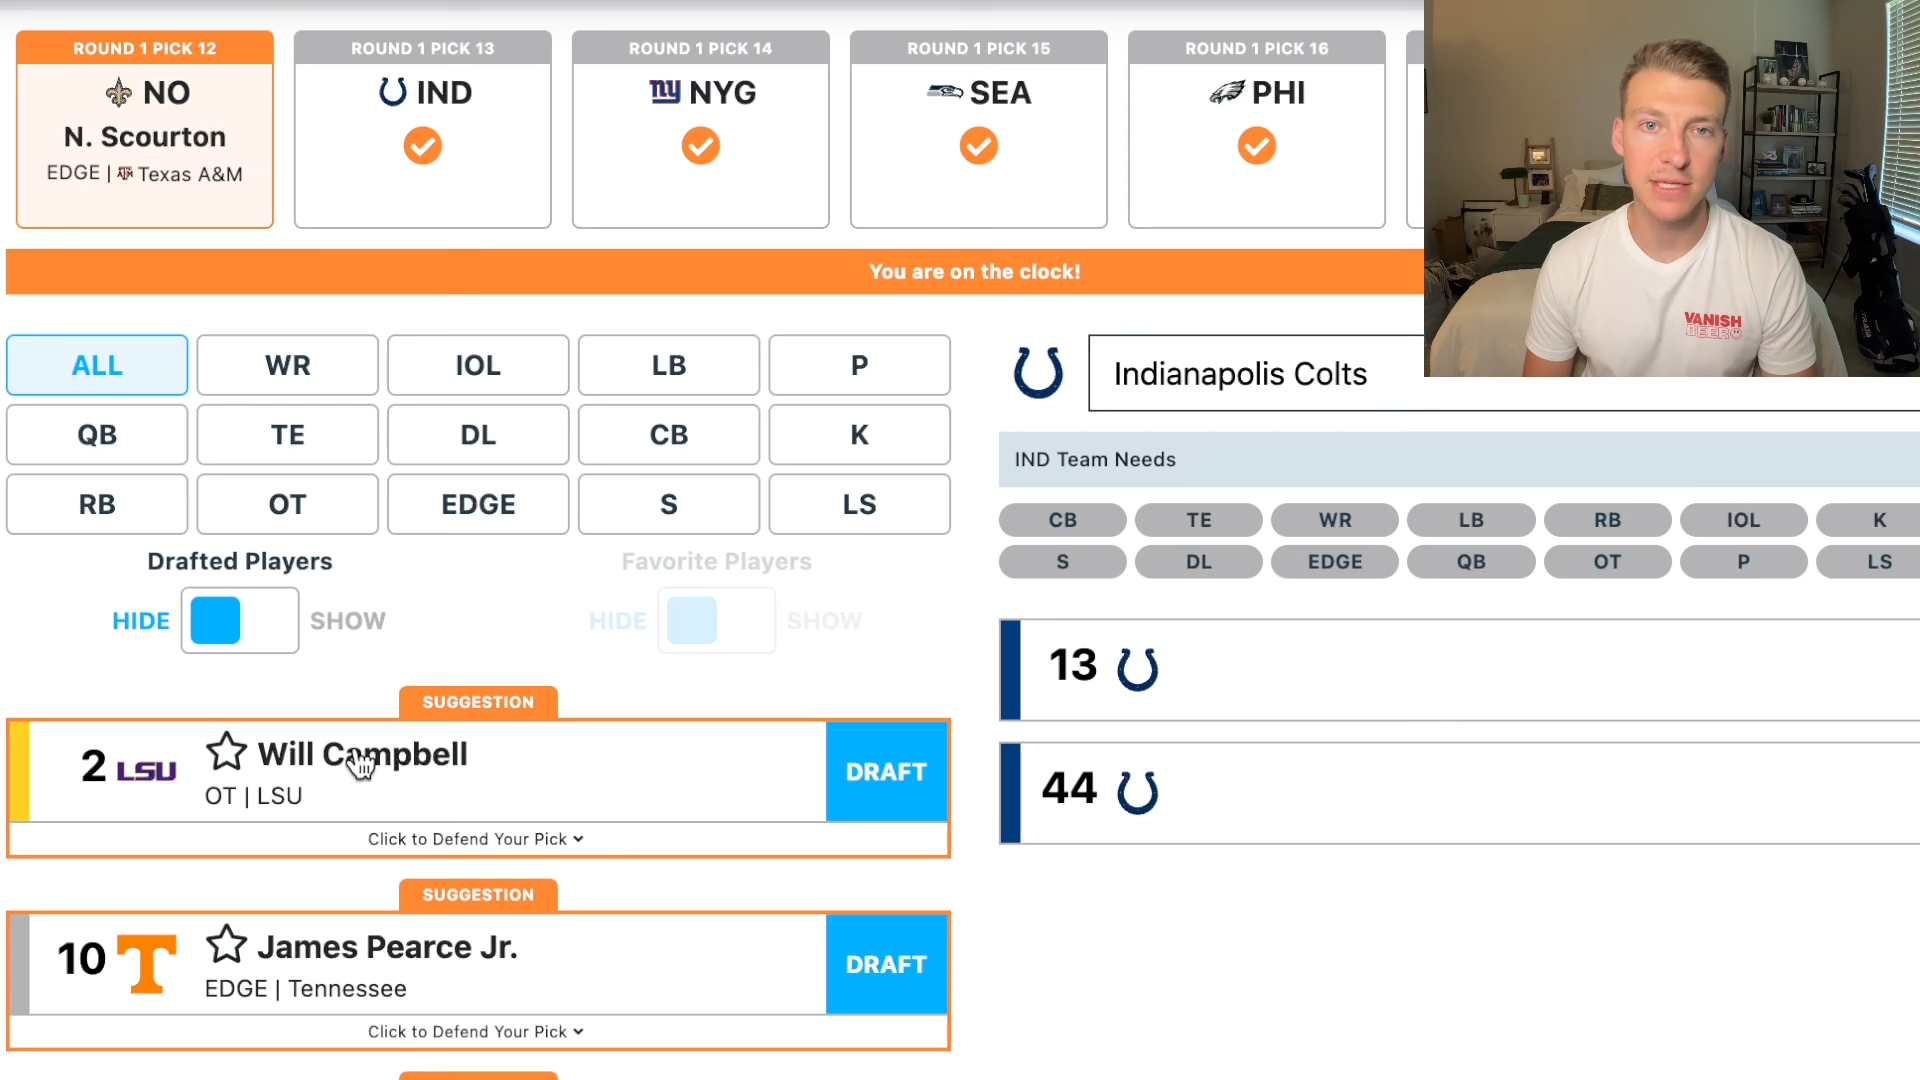 ROUND 1 PICK 12
NO
N. Scourton
EDGE | Texas A&M
ROUND 1 PICK 13
IND
ROUND 1 PICK 14
NYG
ROUND 1 PICK 15
SEA
ROUND 1 PICK 16
PHI
You are on the clock!
ALL
WR
IOL
LB
P
QB
TE
DL
CB
K
RB
OT
EDGE
S
LS
Drafted Players
HIDE
SHOW
Favorite Players
HIDE
SHOW
SUGGESTION
2 LSU Will Campbell
OT | LSU
DRAFT
Click to Defend Your Pick
SUGGESTION
10 T James Pearce Jr.
EDGE | Tennessee
DRAFT
Click to Defend Your Pick
Indianapolis Colts
IND Team Needs
CB
TE
WR
LB
RB
IOL
K
S
DL
EDGE
QB
OT
P
LS
13
44
VANISH
BEER